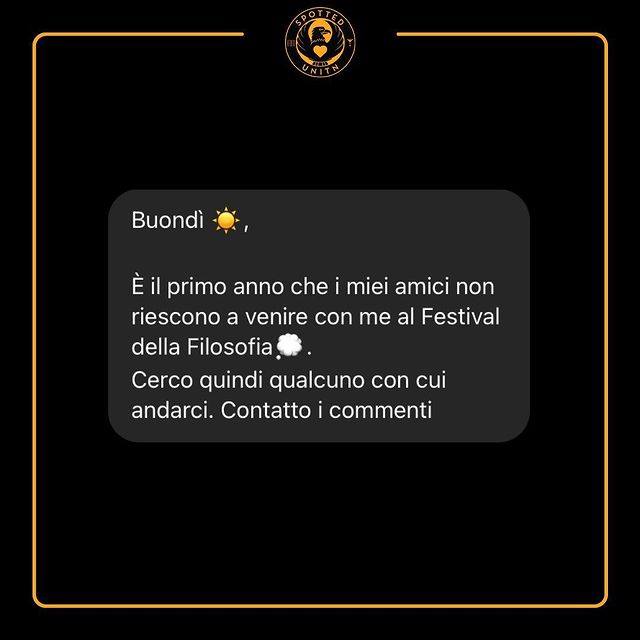 SPOTTED
UNITN
Buondì ☀️,
È il primo anno che i miei amici non
riescono a venire con me al Festival
della Filosofia💭.
Cerco quindi qualcuno con cui
andarci. Contatto i commenti